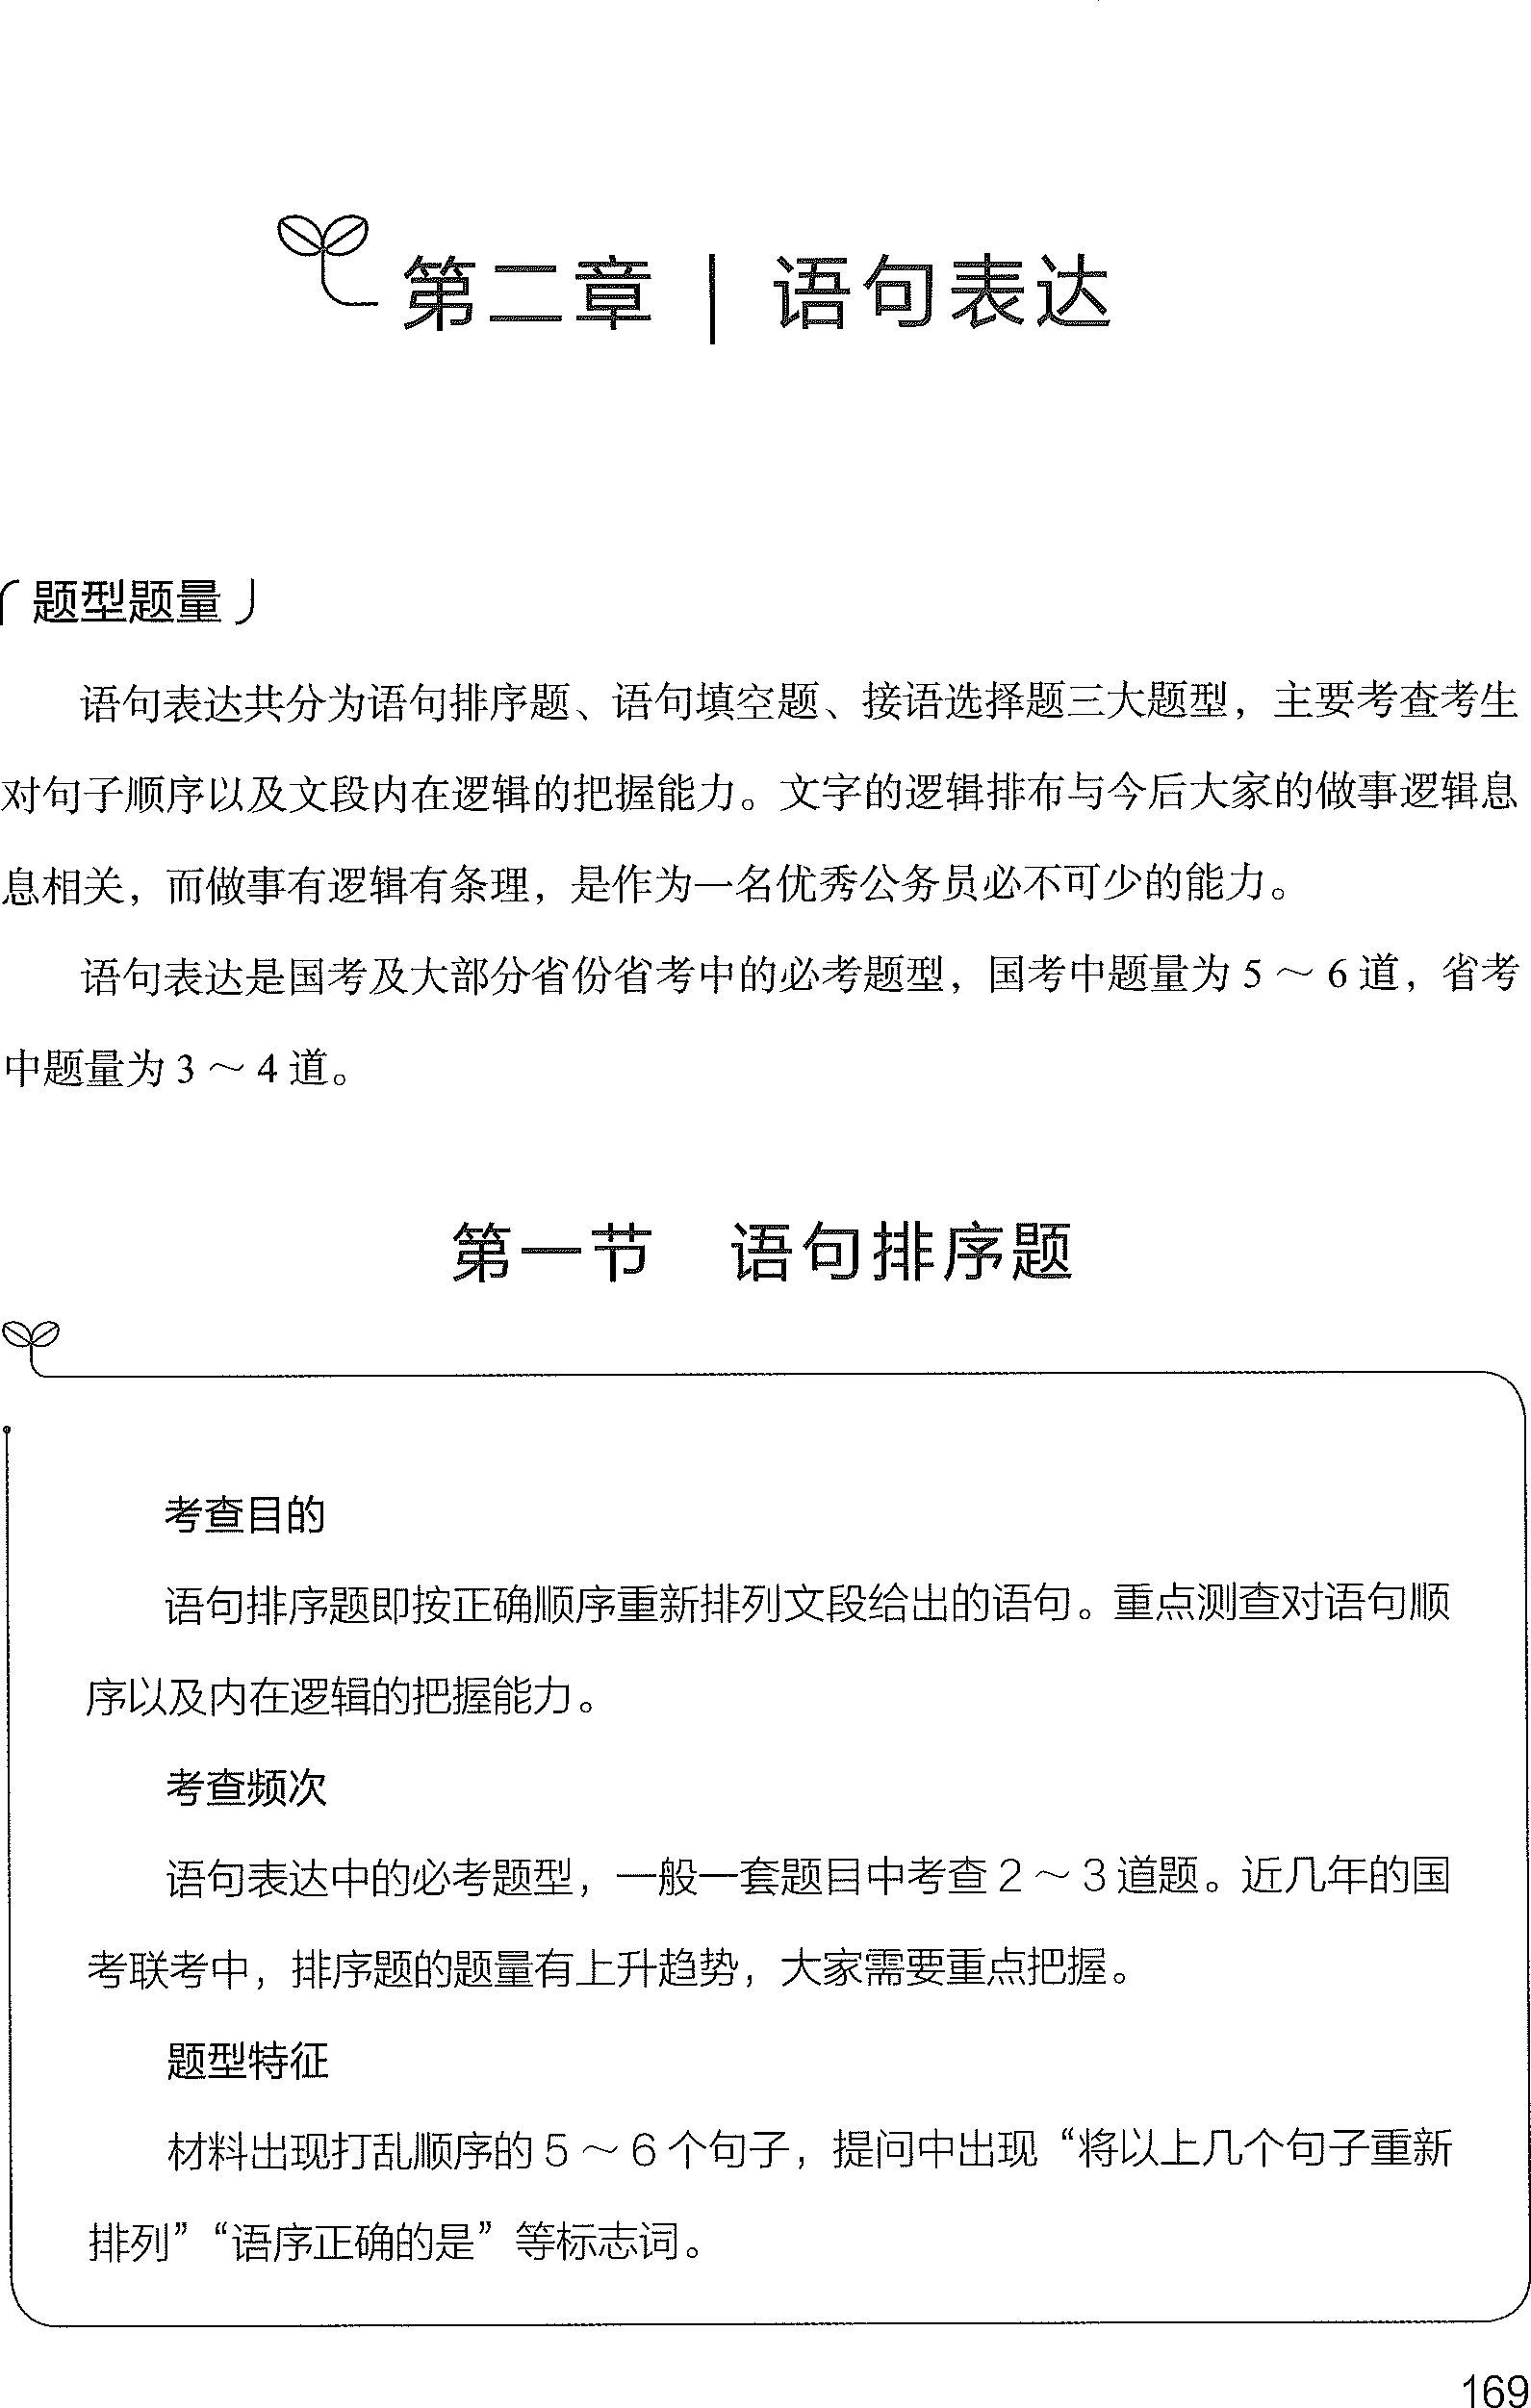 第二章 | 语句表达
题型题量
语句表达共分为语句排序题、语句填空题、接语选择题三大题型，主要考查考生
对句子顺序以及文段内在逻辑的把握能力。文字的逻辑排布与今后大家的做事逻辑息
息相关，而做事有逻辑有条理，是作为一名优秀公务员必不可少的能力。
语句表达是国考及大部分省份省考中的必考题型，国考中题量为 5 ～ 6 道，省考
中题量为 3 ～ 4 道。
第一节 语句排序题
考查目的
语句排序题即按正确顺序重新排列文段给出的语句。重点测查对语句顺
序以及内在逻辑的把握能力。
考查频次
语句表达中的必考题型，一般一套题目中考查 2 ～ 3 道题。近几年的国
考联考中，排序题的题量有上升趋势，大家需要重点把握。
题型特征
材料出现打乱顺序的 5 ～ 6 个句子，提问中出现“将以上几个句子重新
排列”“语序正确的是”等标志词。
169